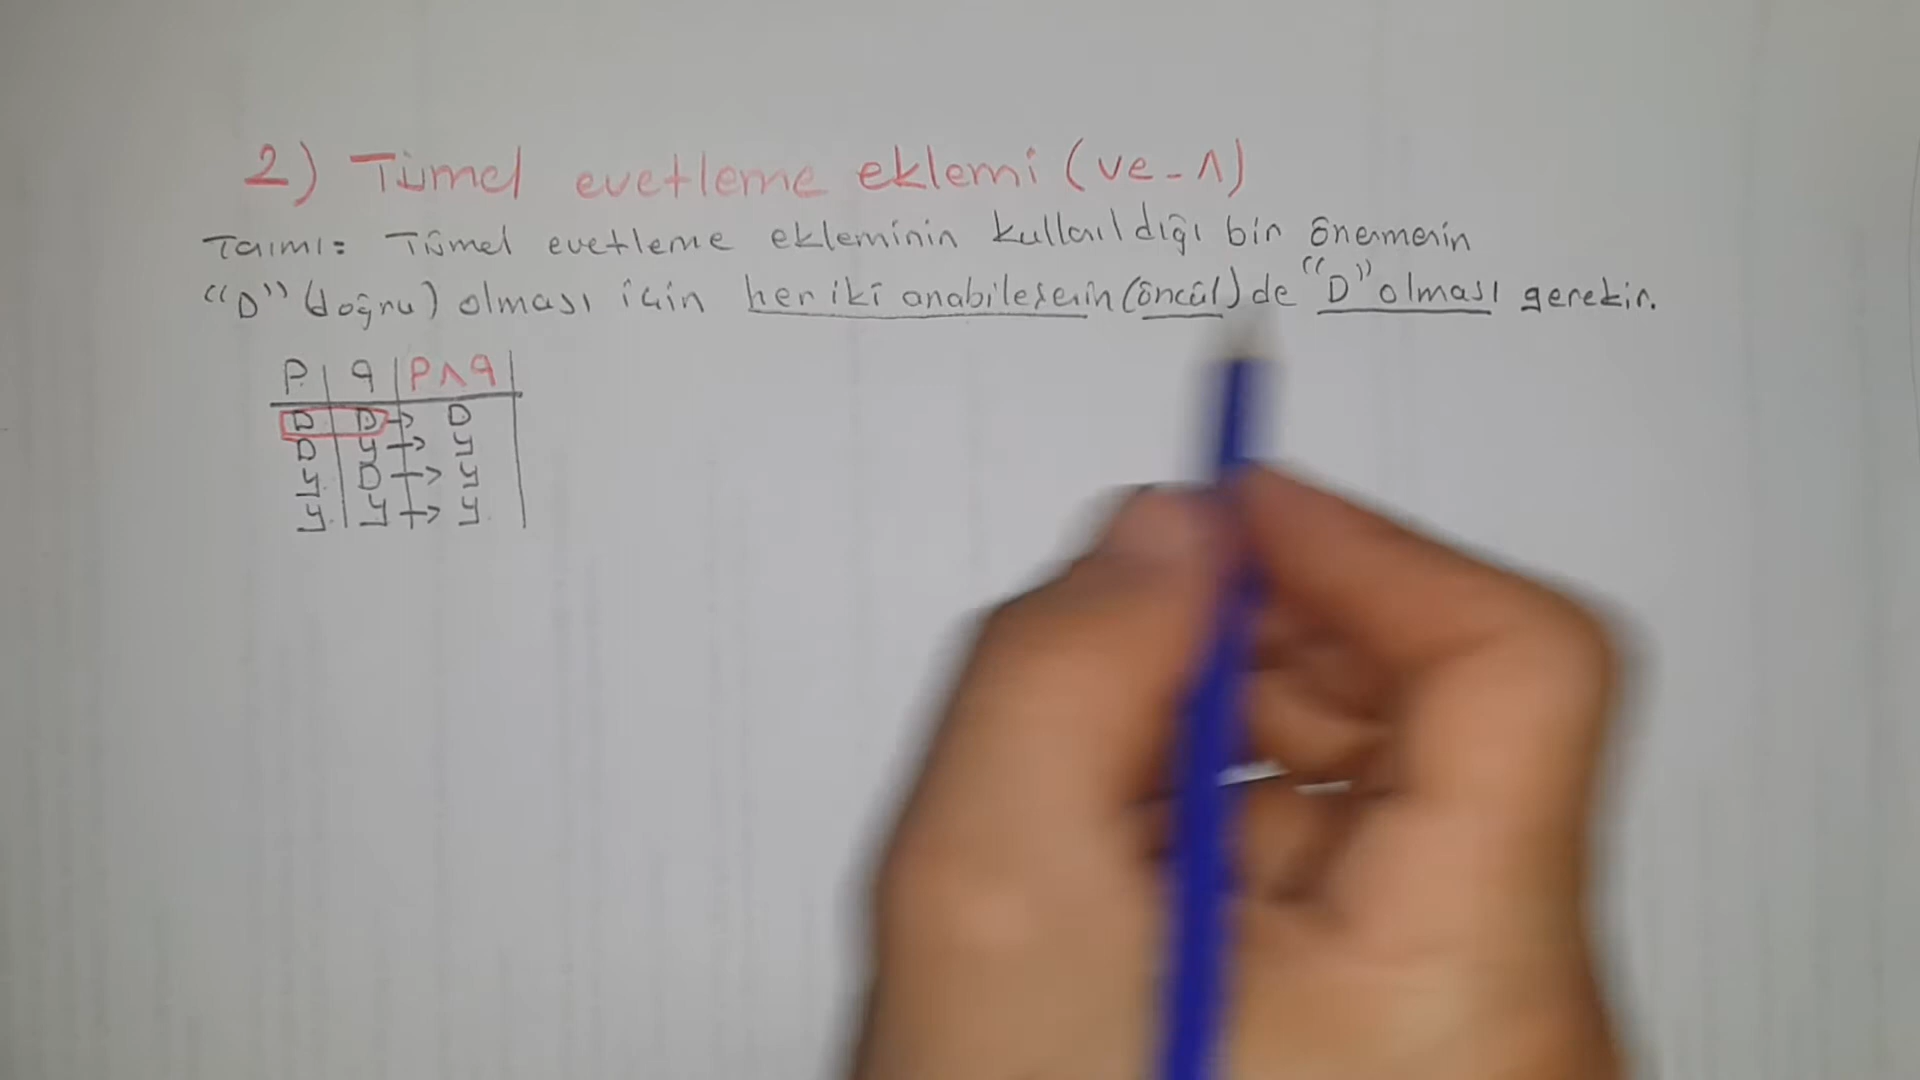 2) Tümel evetleme eklemi (ve - ∧)
Tanımı: Tümel evetleme ekleminin kullanıldığı bir önermenin
"D" (doğru) olması için her iki anabileşenin (öncül) de "D" olması gerekir.
P | q | P ∧ q |
D | D → D
D | y → y
y | D → y
y | y → y